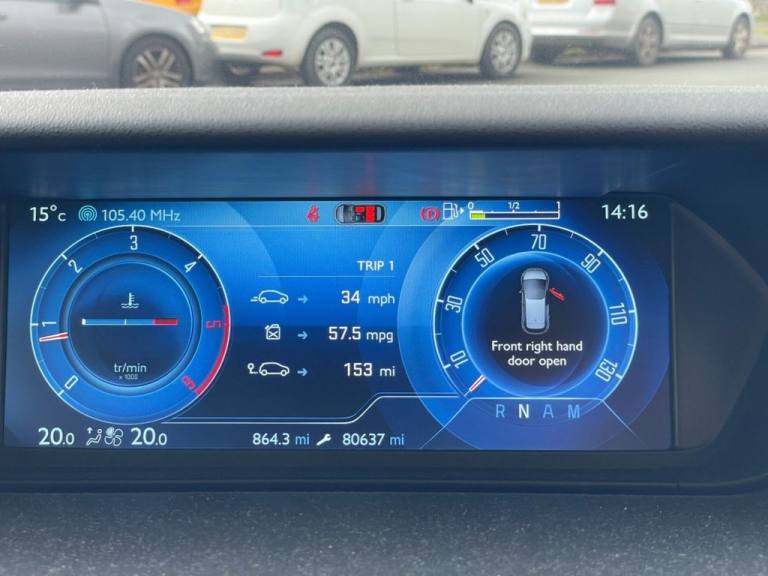 15°c 105.40 MHz
0 1/2 1
14:16
P
0 1 2 3 4 5 6
tr/min
x 1000
TRIP 1
34 mph
57.5 mpg
153 mi
10 30 50 70 90 110 130
Front right hand
door open
R N A M
20.0 20.0
864.3 mi 80637 mi